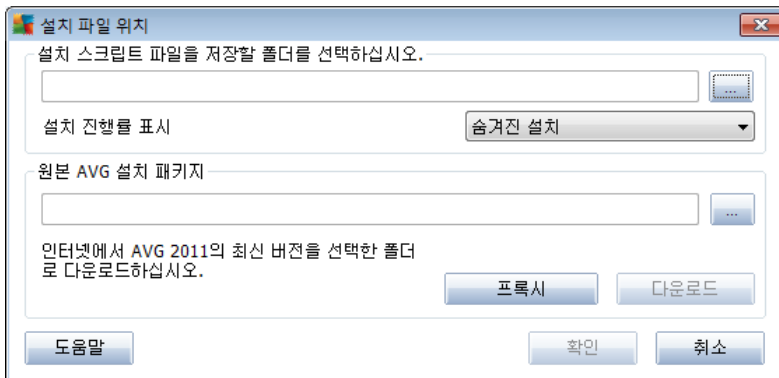 설치 파일 위치
설치 스크립트 파일을 저장할 폴더를 선택하십시오.
...
설치 진행률 표시
숨겨진 설치
원본 AVG 설치 패키지
...
인터넷에서 AVG 2011의 최신 버전을 선택한 폴더
로 다운로드하십시오.
프록시
다운로드
도움말
확인
취소